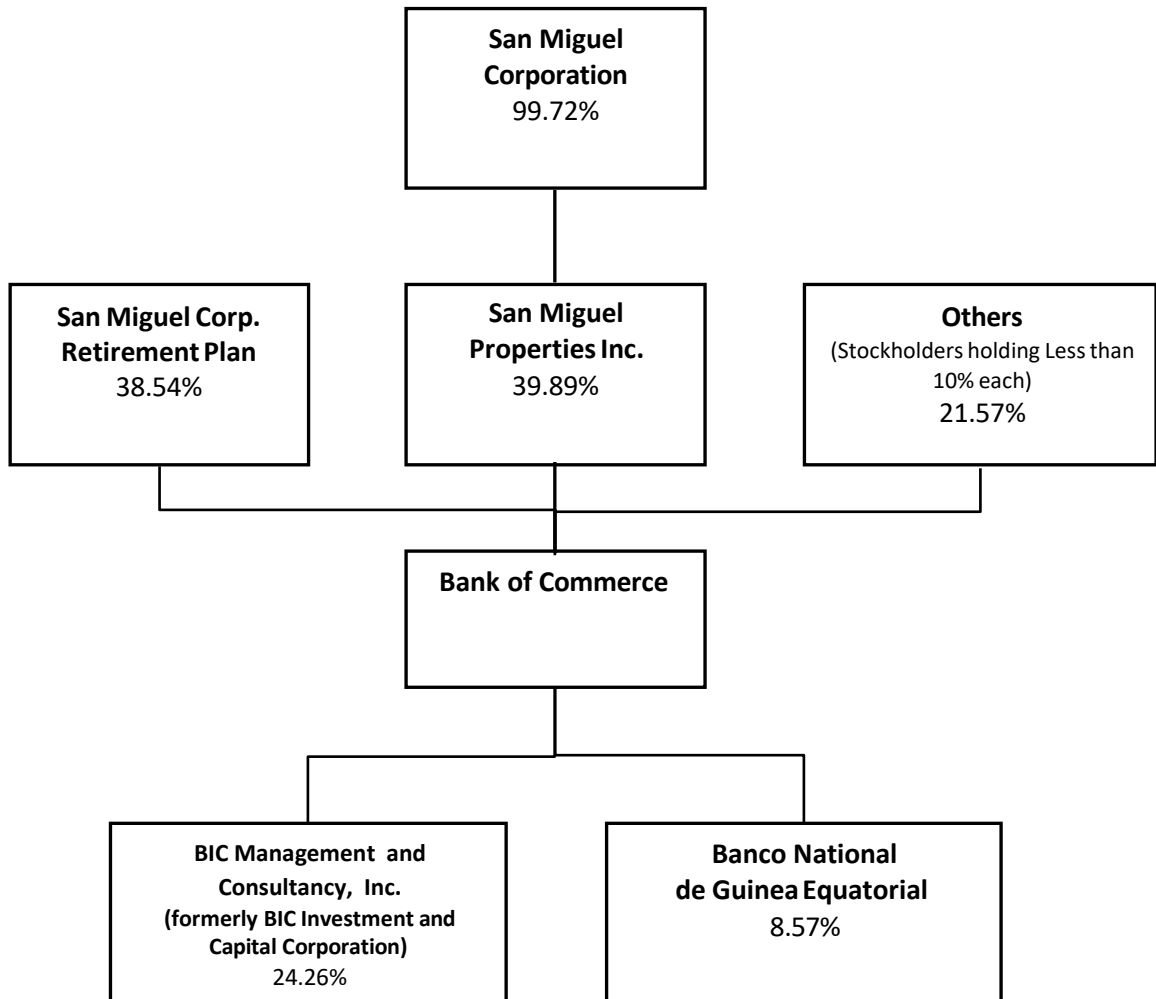 San Miguel
Corporation
99.72%
San Miguel Corp.
Retirement Plan
38.54%
San Miguel
Properties Inc.
39.89%
Others
(Stockholders holding Less than
10% each)
21.57%
Bank of Commerce
BIC Management and
Consultancy, Inc.
(formerly BIC Investment and
Capital Corporation)
24.26%
Banco National
de Guinea Equatorial
8.57%